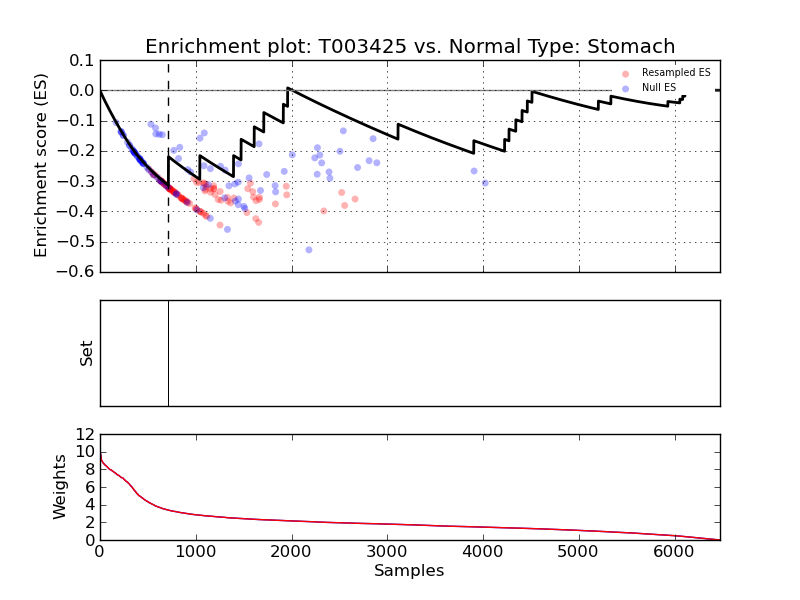 Enrichment plot: T003425 vs. Normal Type: Stomach
Enrichment score (ES)
0.1
0.0
−0.1
−0.2
−0.3
−0.4
−0.5
−0.6
Resampled ES
Null ES
Set
Weights
12
10
8
6
4
2
0
0 1000 2000 3000 4000 5000 6000
Samples